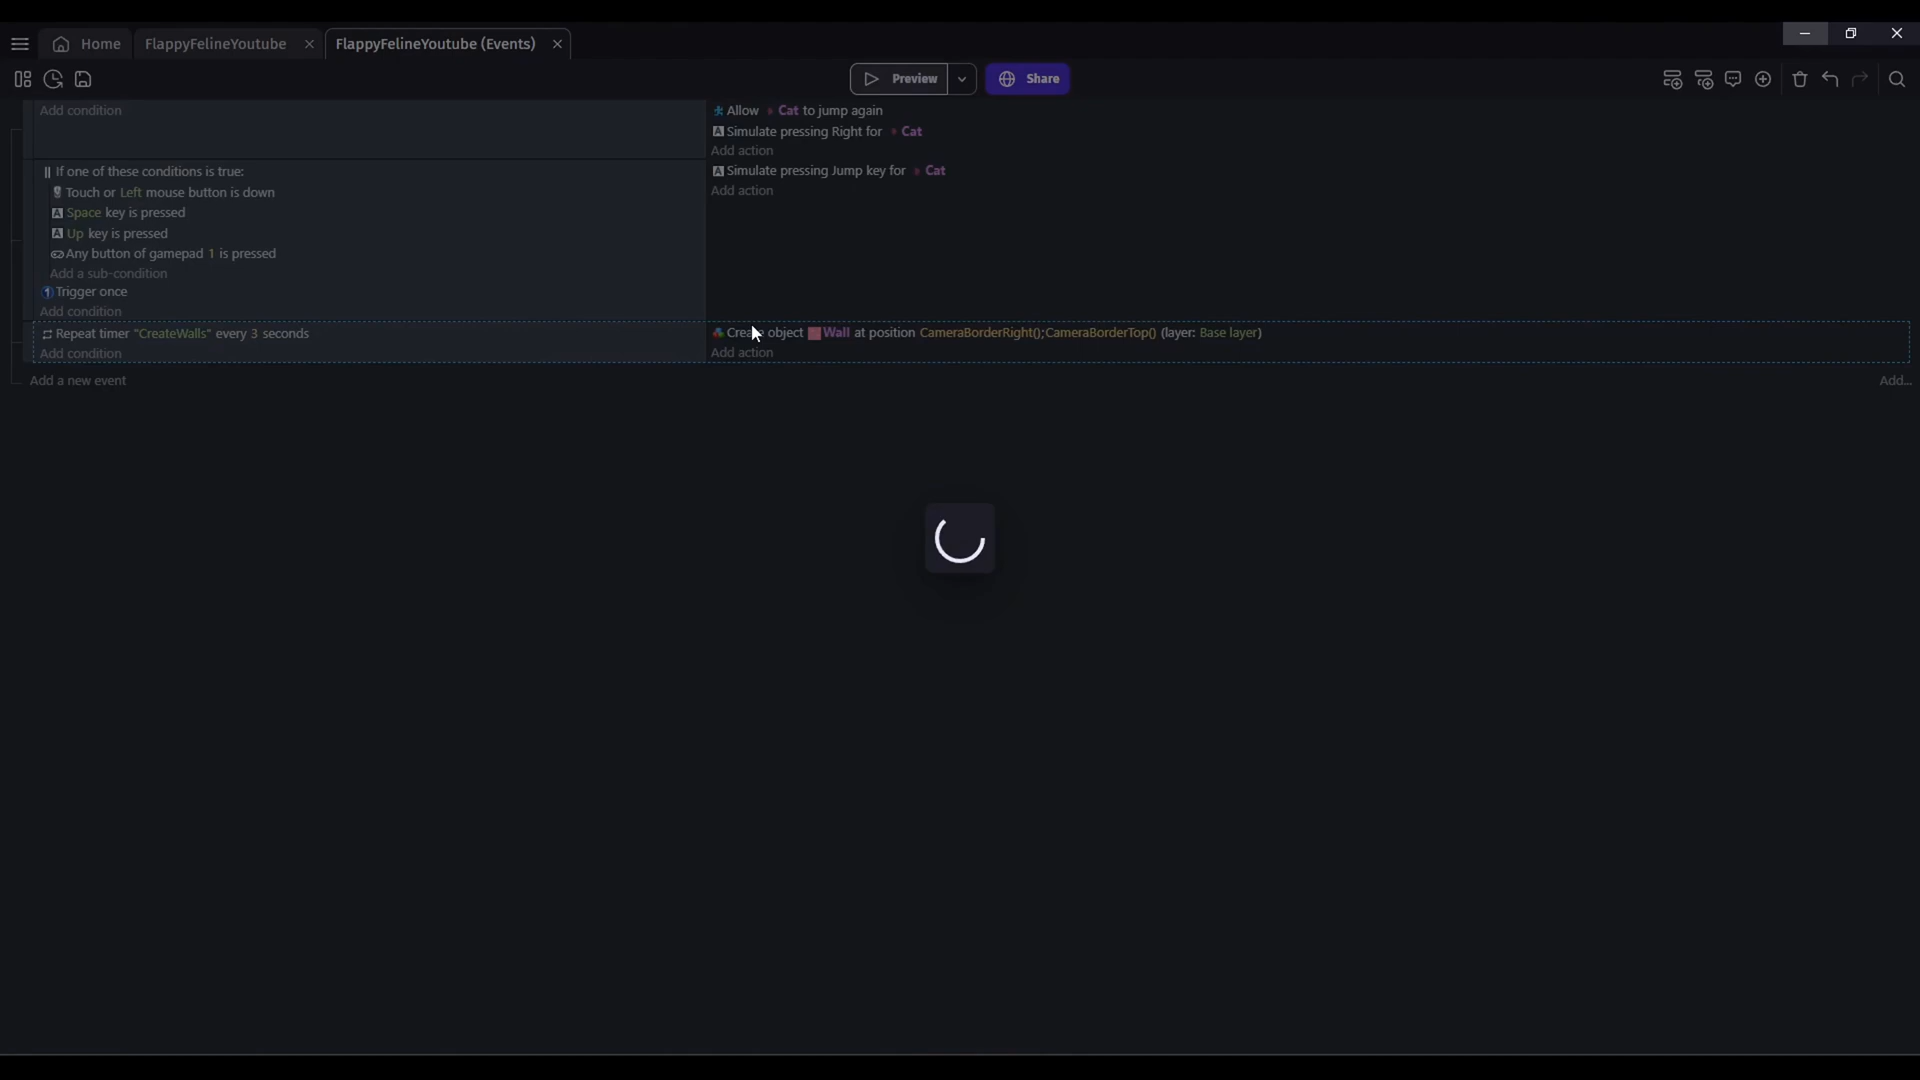 Home
FlappyFelineYoutube
FlappyFelineYoutube (Events)
Preview
Share
Add condition
Allow Cat to jump again
Simulate pressing Right for Cat
Add action
If one of these conditions is true:
Simulate pressing Jump key for Cat
Touch or Left mouse button is down
Add action
Space key is pressed
Up key is pressed
Any button of gamepad 1 is pressed
Add a sub-condition
Trigger once
Add condition
Repeat timer "CreateWalls" every 3 seconds
Create object Wall at position CameraBorderRight();CameraBorderTop() (layer: Base layer)
Add condition
Add action
Add a new event
Add...